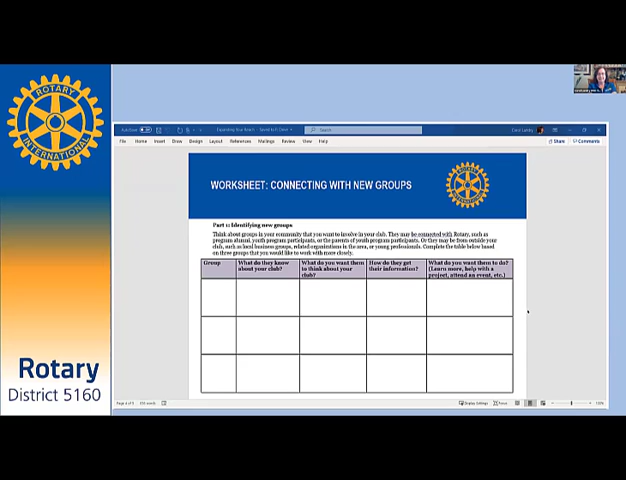 ROTARY
INTERNATIONAL
Rotary
District 5160
Search
File Home Insert Draw Design Layout References Mailings Review View Help
Share Comments
WORKSHEET: CONNECTING WITH NEW GROUPS
Part 1: Identifying new groups
Think about groups in your community that you want to involve in your club. They may be connected with Rotary, such as
program alumni, youth program participants, or the parents of youth program participants. Or they may be from outside your
club, such as local business groups, related organizations in the area, or young professionals. Complete the table below based
on three groups that you would like to work with more closely.
Group
What do they know
about your club?
What do you want them
to think about your
club?
How do they get
their information?
What do you want them to do?
(Learn more, help with a
project, attend an event, etc.)
Display Settings Focus